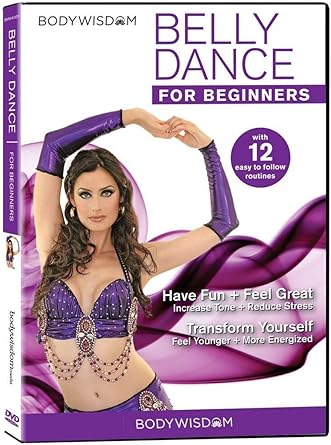 BODYWISDOM
BELLY
DANCE
FOR BEGINNERS
with
12
easy to follow
routines
Have Fun + Feel Great
Increase Tone + Reduce Stress
Transform Yourself
Feel Younger + More Energized
BODYWISDOM
BELLY DANCE | FOR BEGINNERS
bodywisdommedia
DVD